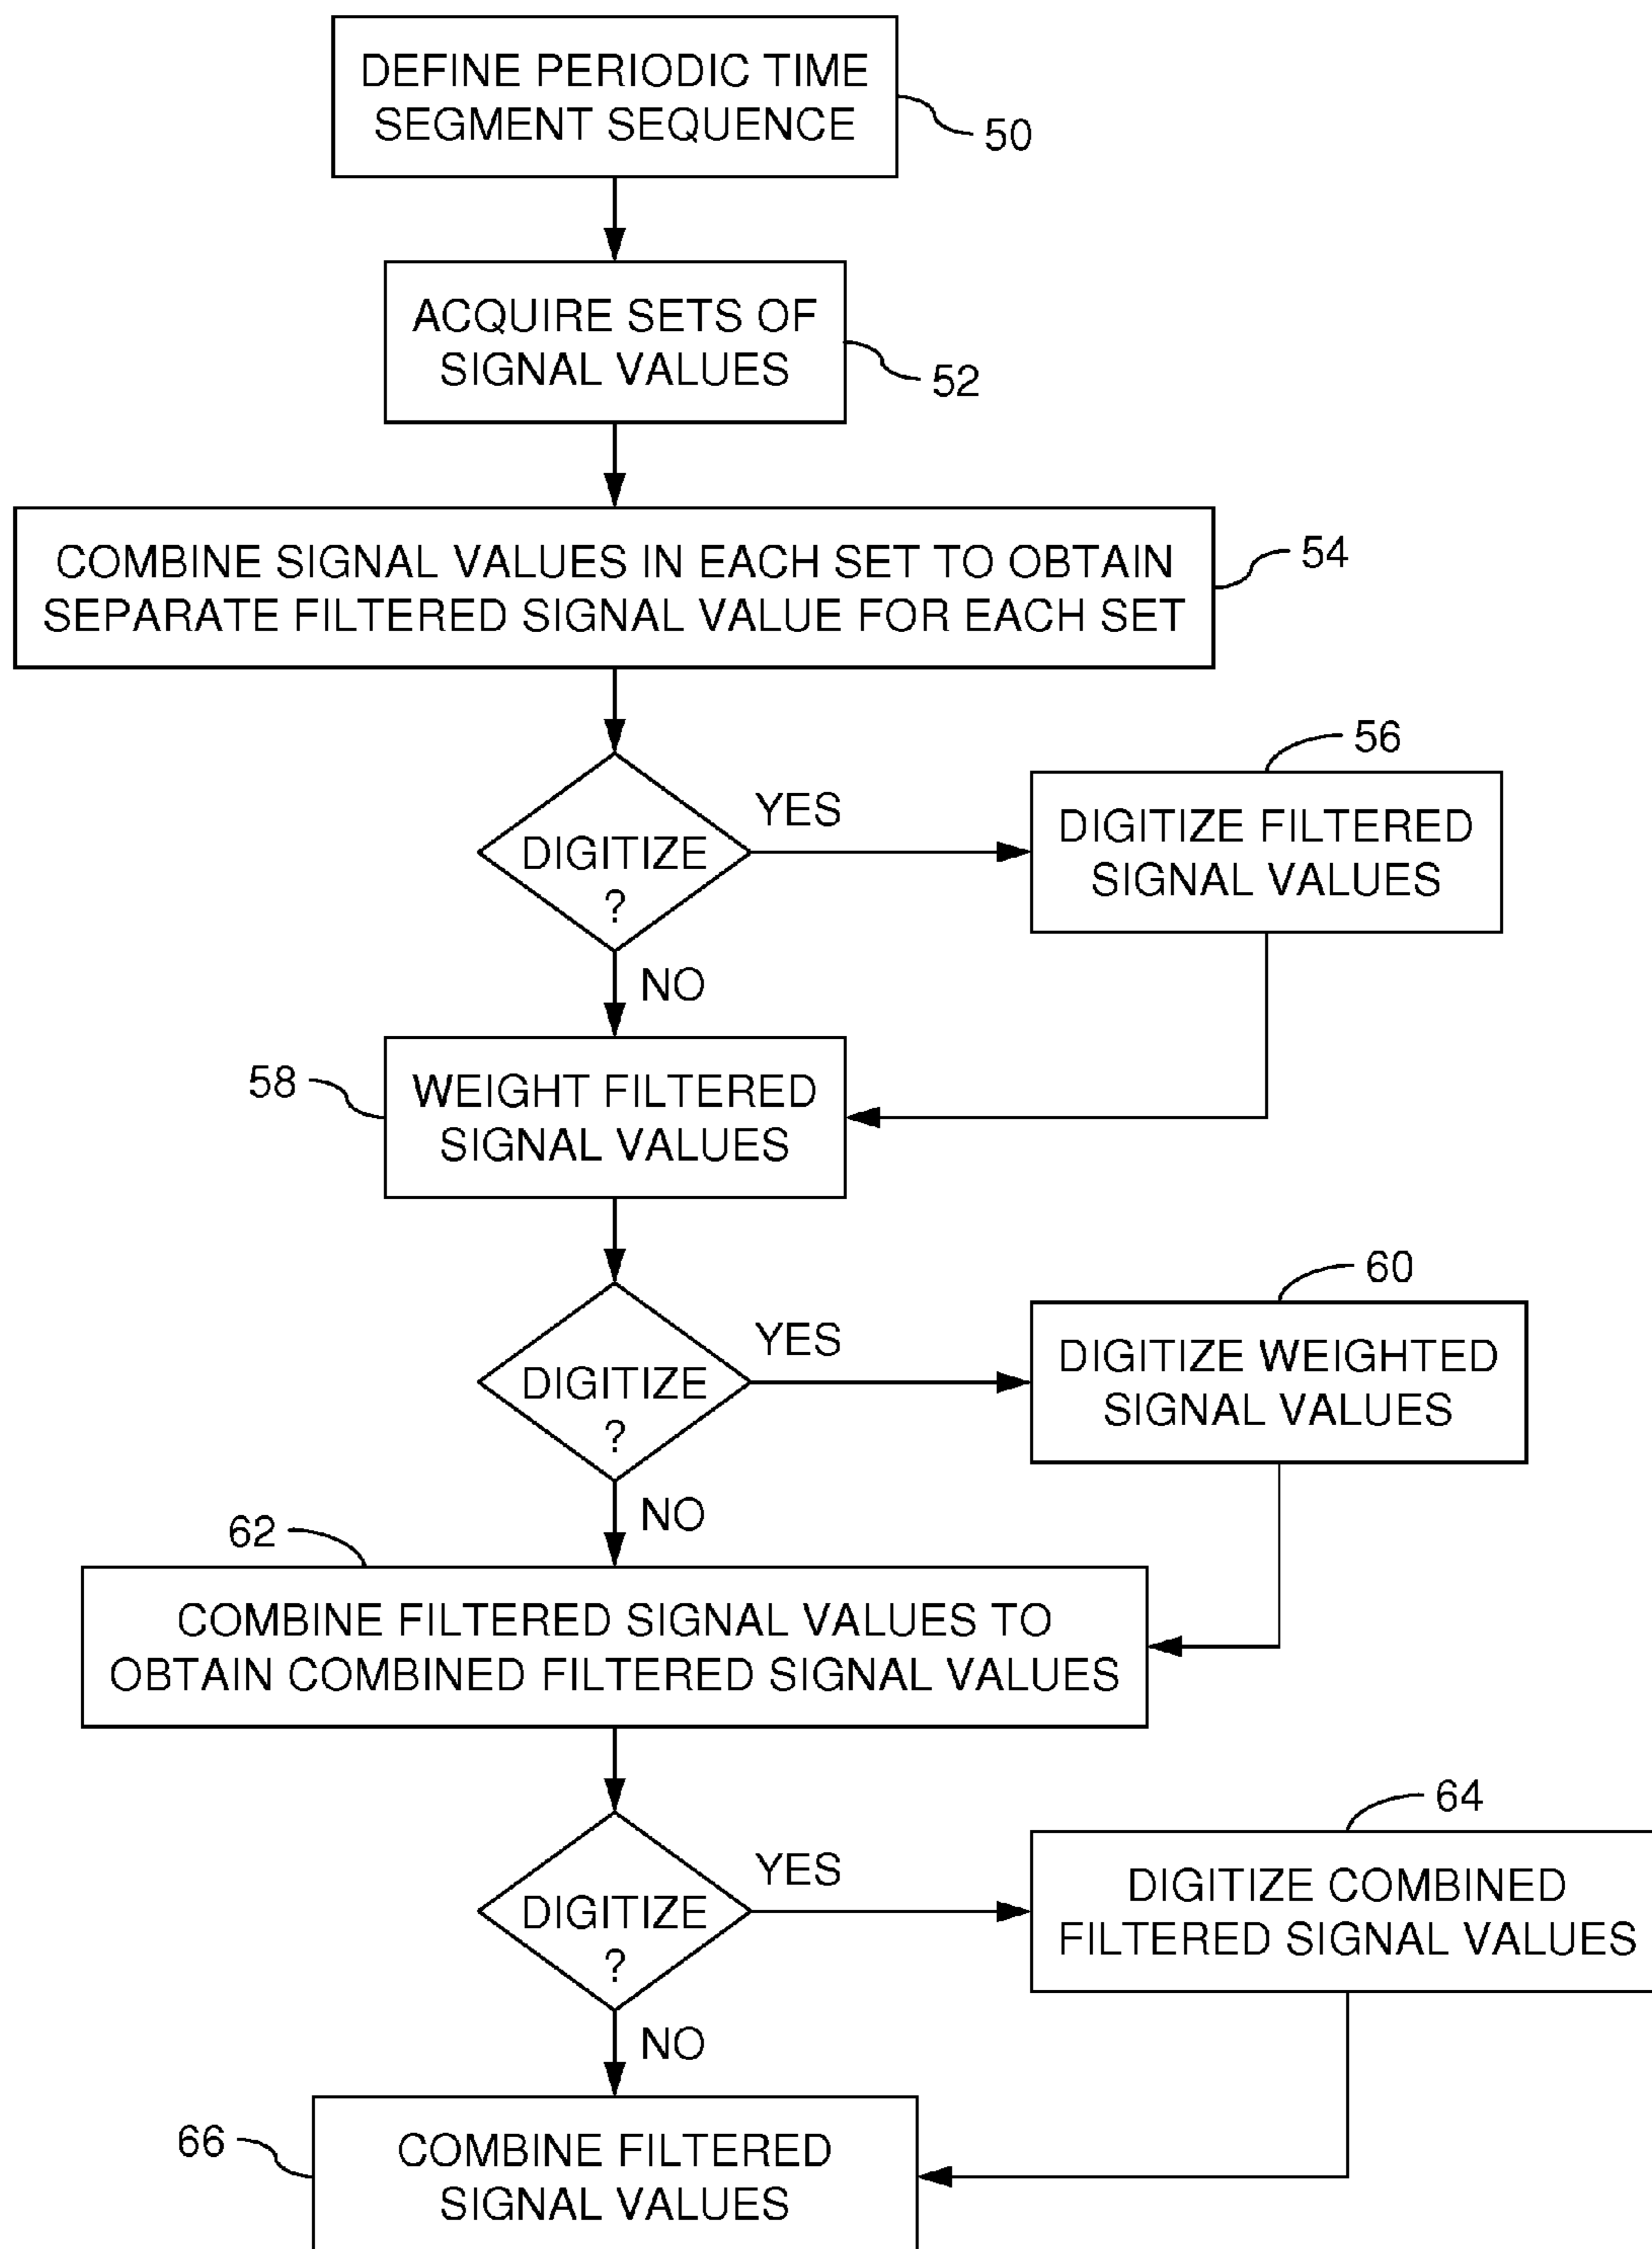 DEFINE PERIODIC TIME
SEGMENT SEQUENCE
50
ACQUIRE SETS OF
SIGNAL VALUES
52
COMBINE SIGNAL VALUES IN EACH SET TO OBTAIN
SEPARATE FILTERED SIGNAL VALUE FOR EACH SET
54
DIGITIZE
?
YES
56
DIGITIZE FILTERED
SIGNAL VALUES
NO
58
WEIGHT FILTERED
SIGNAL VALUES
DIGITIZE
?
YES
60
DIGITIZE WEIGHTED
SIGNAL VALUES
NO
62
COMBINE FILTERED SIGNAL VALUES TO
OBTAIN COMBINED FILTERED SIGNAL VALUES
DIGITIZE
?
YES
64
DIGITIZE COMBINED
FILTERED SIGNAL VALUES
NO
66
COMBINE FILTERED
SIGNAL VALUES